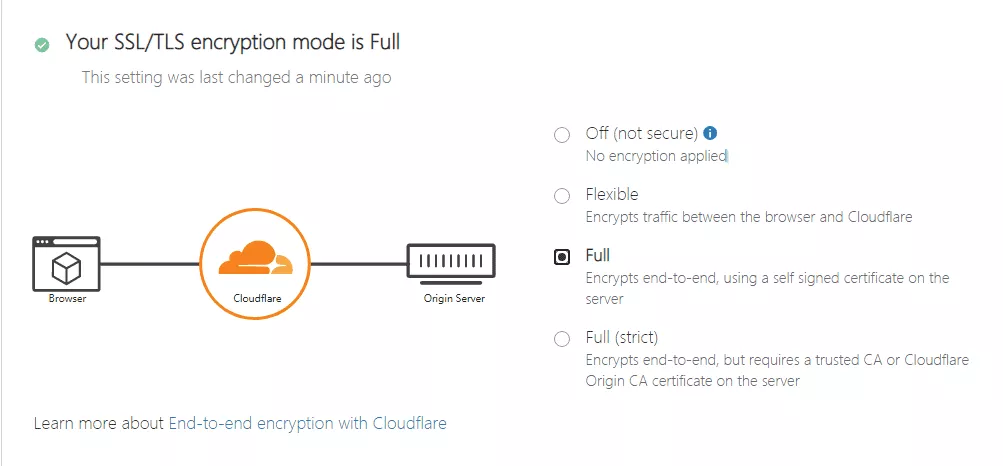 Your SSL/TLS encryption mode is Full
This setting was last changed a minute ago
Off (not secure)
No encryption applied
Flexible
Encrypts traffic between the browser and Cloudflare
Full
Encrypts end-to-end, using a self signed certificate on the
server
Full (strict)
Encrypts end-to-end, but requires a trusted CA or Cloudflare
Origin CA certificate on the server
Browser
Cloudflare
Origin Server
Learn more about End-to-end encryption with Cloudflare